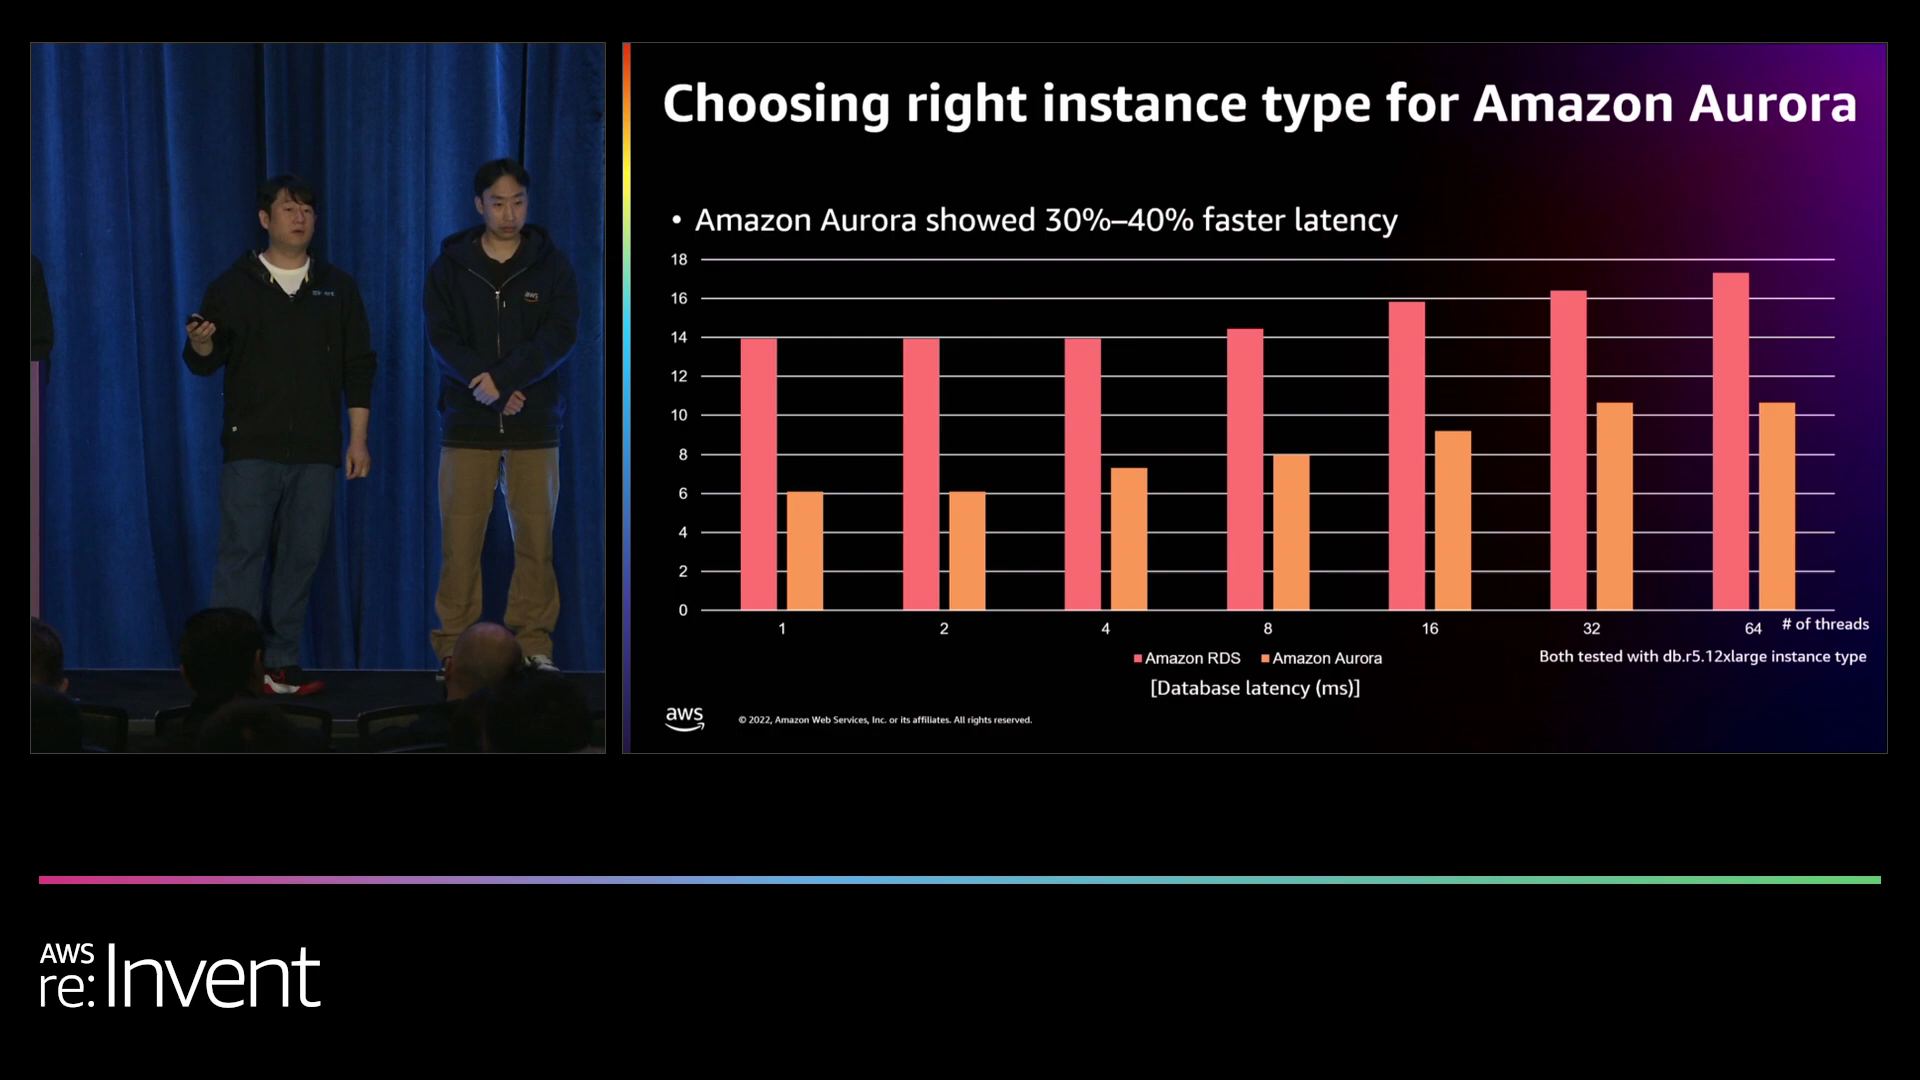 Choosing right instance type for Amazon Aurora
• Amazon Aurora showed 30%–40% faster latency
18
16
14
12
10
8
6
4
2
0
1 2 4 8 16 32 64 # of threads
Amazon RDS Amazon Aurora
Both tested with db.r5.12xlarge instance type
[Database latency (ms)]
aws
© 2022, Amazon Web Services, Inc. or its affiliates. All rights reserved.
aws
AWS
re:Invent